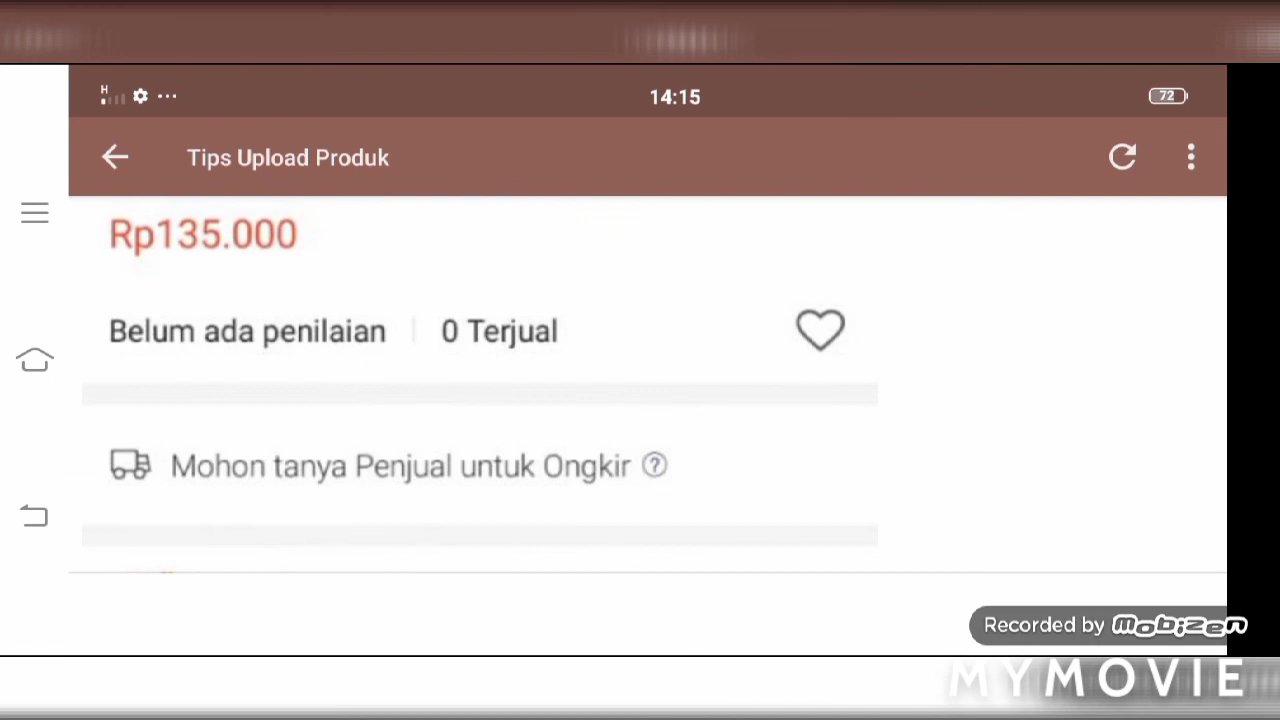 H
14:15
72
Tips Upload Produk
Rp135.000
Belum ada penilaian
0 Terjual
Mohon tanya Penjual untuk Ongkir ?
Recorded by mobizen
MYMOVIE